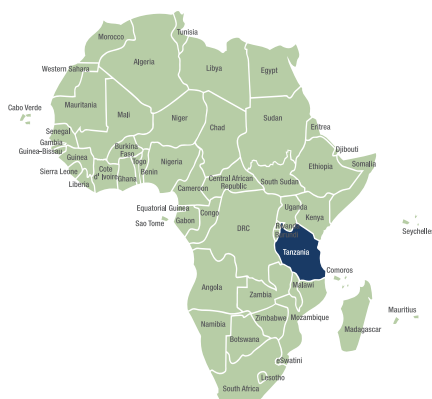 Tunisia
Morocco
Algeria
Libya
Egypt
Western Sahara
Cabo Verde
Mauritania
Mali
Niger
Chad
Sudan
Eritrea
Senegal
Gambia
Guinea–Bissau
Guinea
Burkina
Faso
Djibouti
Sierra Leone
Cote
d' Ivoire
Ghana
Togo
Benin
Nigeria
Ethiopia
Somalia
Liberia
Cameroon
Central African
Republic
South Sudan
Equatorial Guinea
Sao Tome
Gabon
Congo
DRC
Uganda
Kenya
Rwanda
Burundi
Tanzania
Seychelles
Comoros
Angola
Zambia
Malawi
Mozambique
Zimbabwe
Namibia
Botswana
Madagascar
Mauritius
eSwatini
Lesotho
South Africa